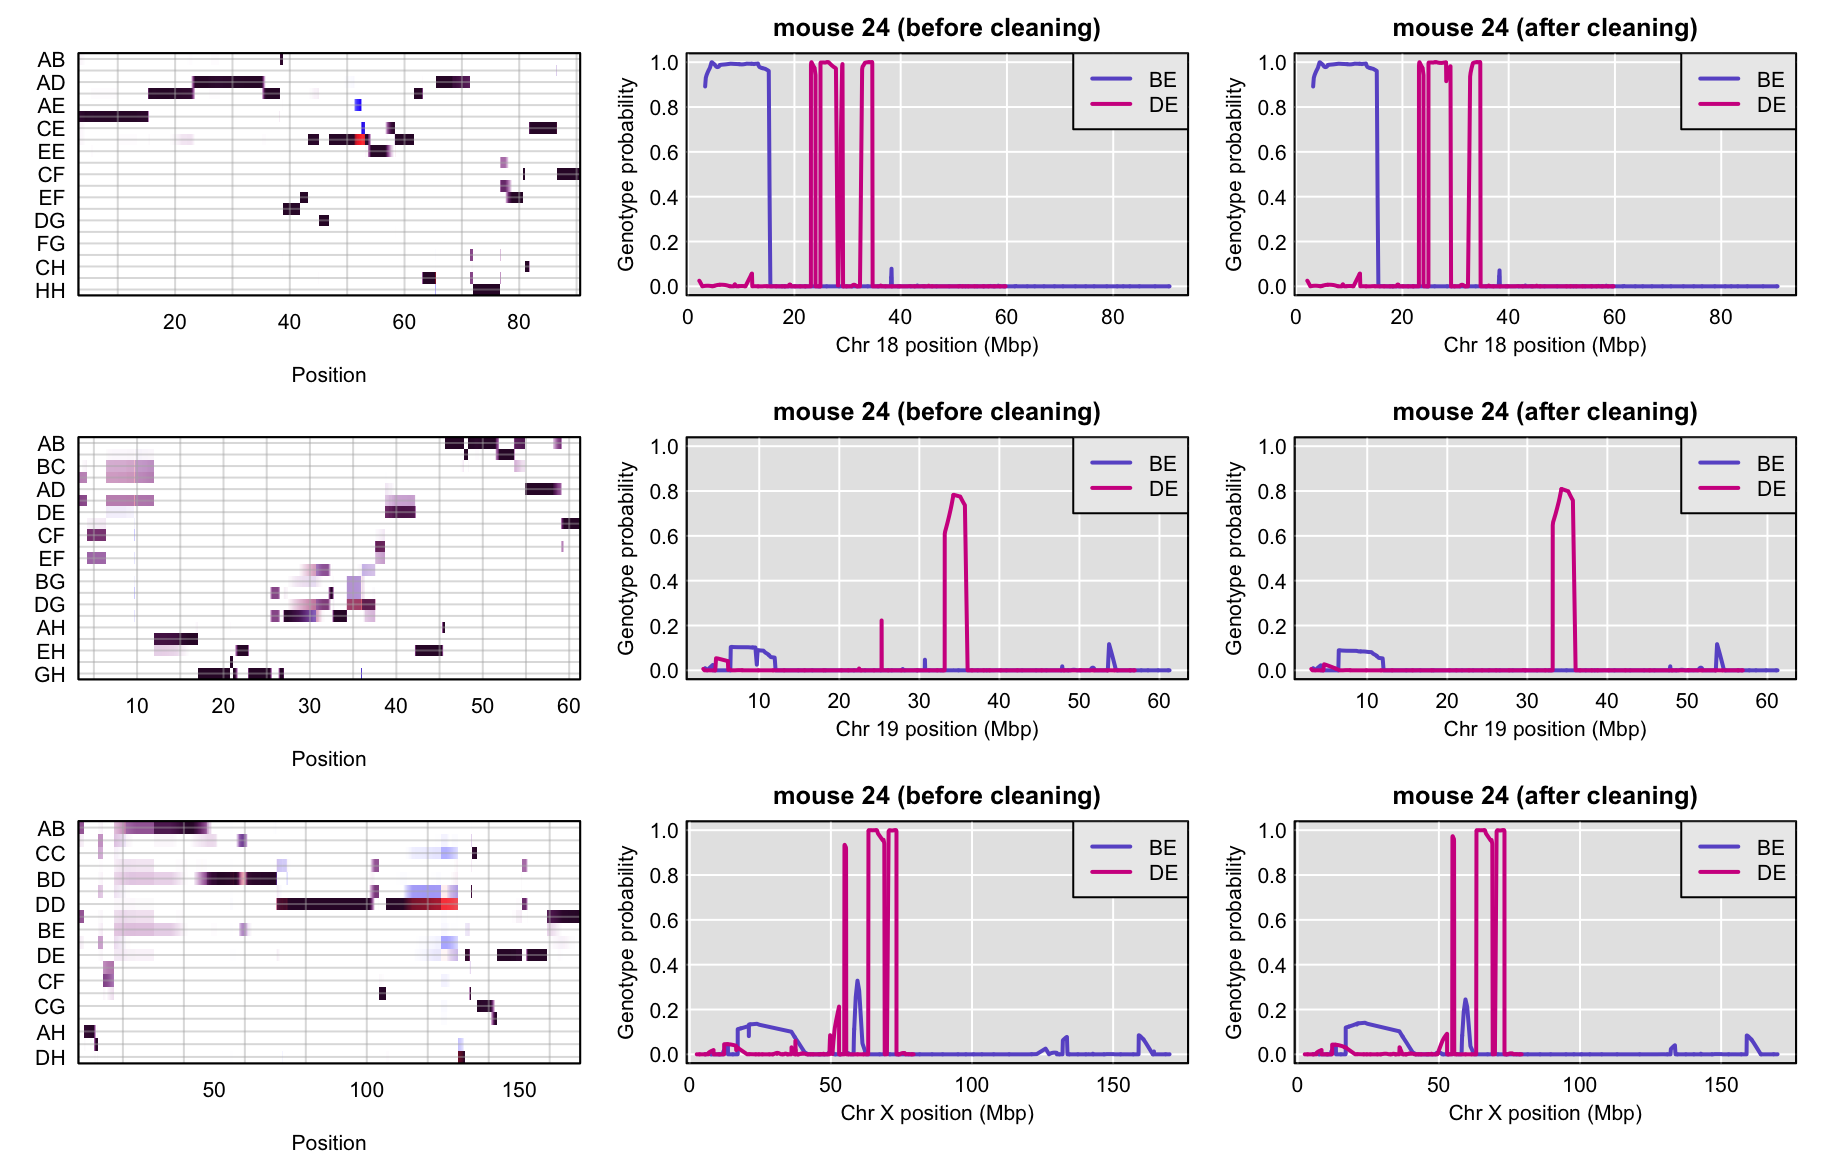 AB
AD
AE
CE
EE
CF
EF
DG
FG
CH
HH
20 40 60 80
Position
mouse 24 (before cleaning)
Genotype probability
1.0
0.8
0.6
0.4
0.2
0.0
BE
DE
0 20 40 60 80
Chr 18 position (Mbp)
mouse 24 (after cleaning)
Genotype probability
1.0
0.8
0.6
0.4
0.2
0.0
BE
DE
0 20 40 60 80
Chr 18 position (Mbp)
AB
BC
AD
DE
CF
EF
BG
DG
AH
EH
GH
10 20 30 40 50 60
Position
mouse 24 (before cleaning)
Genotype probability
1.0
0.8
0.6
0.4
0.2
0.0
BE
DE
10 20 30 40 50 60
Chr 19 position (Mbp)
mouse 24 (after cleaning)
Genotype probability
1.0
0.8
0.6
0.4
0.2
0.0
BE
DE
10 20 30 40 50 60
Chr 19 position (Mbp)
AB
CC
BD
DD
BE
DE
CF
CG
AH
DH
50 100 150
Position
mouse 24 (before cleaning)
Genotype probability
1.0
0.8
0.6
0.4
0.2
0.0
BE
DE
0 50 100 150
Chr X position (Mbp)
mouse 24 (after cleaning)
Genotype probability
1.0
0.8
0.6
0.4
0.2
0.0
BE
DE
0 50 100 150
Chr X position (Mbp)